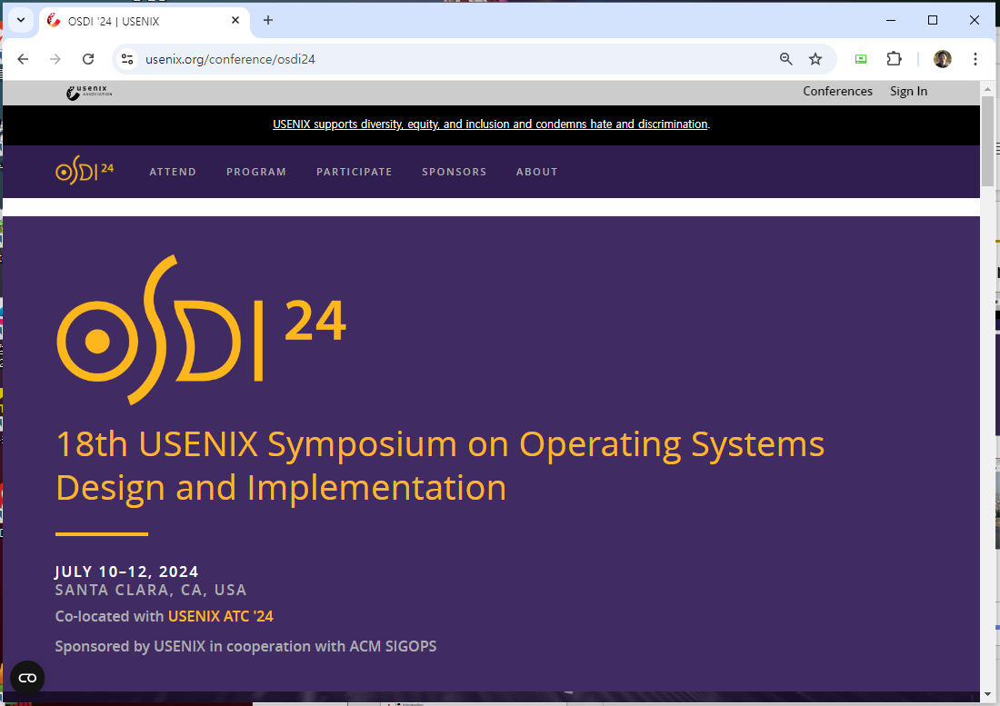 OSDI '24 | USENIX
usenix.org/conference/osdi24
usenix
ASSOCIATION
Conferences Sign In
USENIX supports diversity, equity, and inclusion and condemns hate and discrimination.
OSDI 24 ATTEND PROGRAM PARTICIPATE SPONSORS ABOUT
OSDI 24
18th USENIX Symposium on Operating Systems
Design and Implementation
JULY 10–12, 2024
SANTA CLARA, CA, USA
Co-located with USENIX ATC '24
Sponsored by USENIX in cooperation with ACM SIGOPS